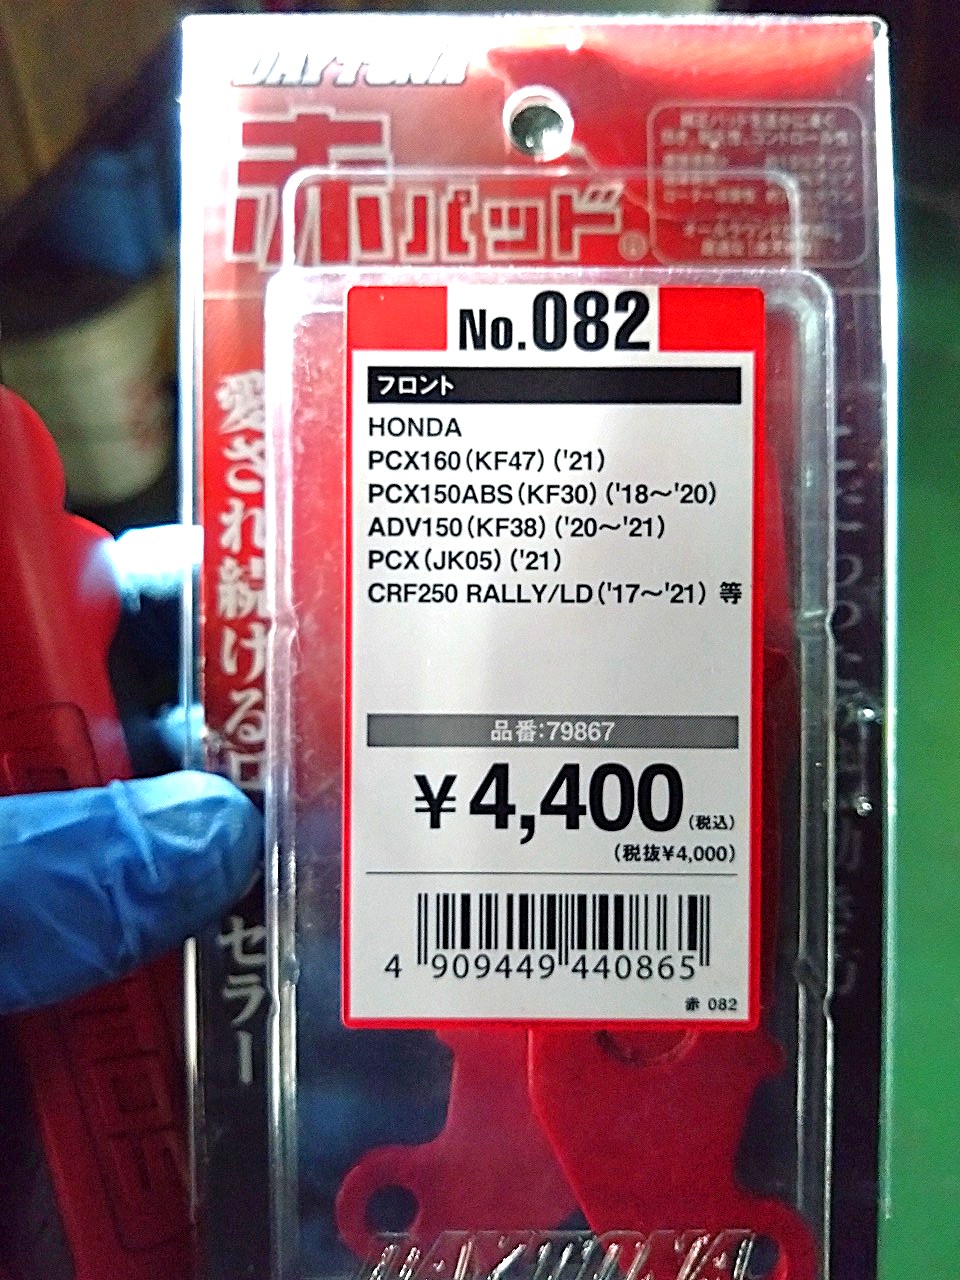 DAYTONA
赤パッド®
愛され続けるロ
セラー
No.082
フロント
HONDA
PCX160(KF47)('21)
PCX150ABS(KF30)('18～'20)
ADV150(KF38)('20～'21)
PCX(JK05)('21)
CRF250 RALLY/LD('17～'21) 等
品番:79867
¥4,400(税込)
(税抜¥4,000)
4 909449 440865
赤 082
DAYTONA